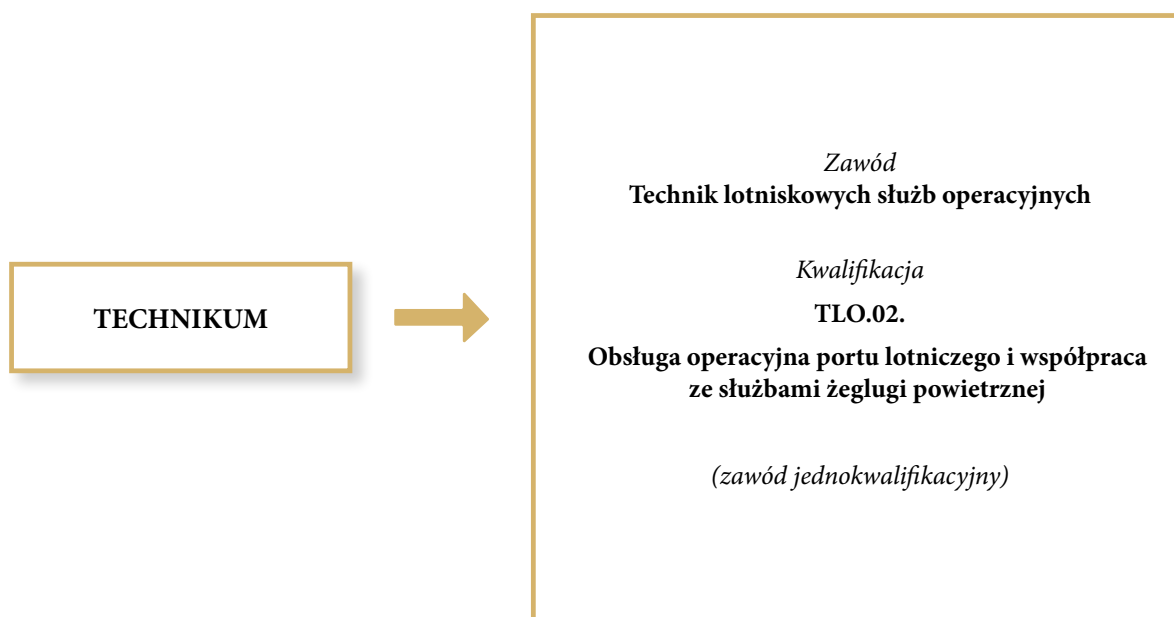 TECHNIKUM
Zawód
Technik lotniskowych służb operacyjnych
Kwalifikacja
TLO.02.
Obsługa operacyjna portu lotniczego i współpraca
ze służbami żeglugi powietrznej
(zawód jednokwalifikacyjny)